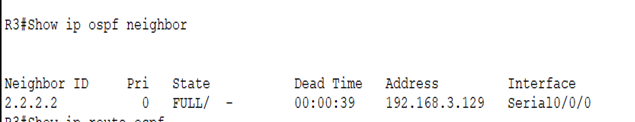 R3#Show ip ospf neighbor
Neighbor ID Pri State Dead Time Address Interface
2.2.2.2 0 FULL/ - 00:00:39 192.168.3.129 Serial0/0/0
R3#Show ip route ospf